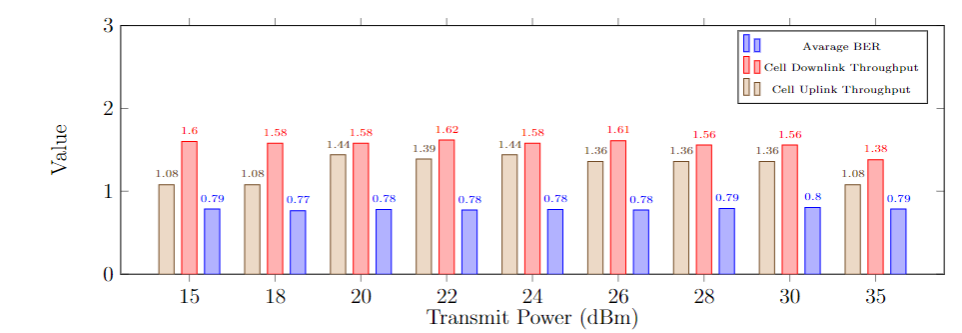 3
2
1
0
Value
Avarage BER
Cell Downlink Throughput
Cell Uplink Throughput
1.08 1.6 0.79
1.08 1.58 0.77
1.44 1.58 0.78
1.39 1.62 0.78
1.44 1.58 0.78
1.36 1.61 0.78
1.36 1.56 0.79
1.36 1.56 0.8
1.08 1.38 0.79
15 18 20 22 24 26 28 30 35
Transmit Power (dBm)